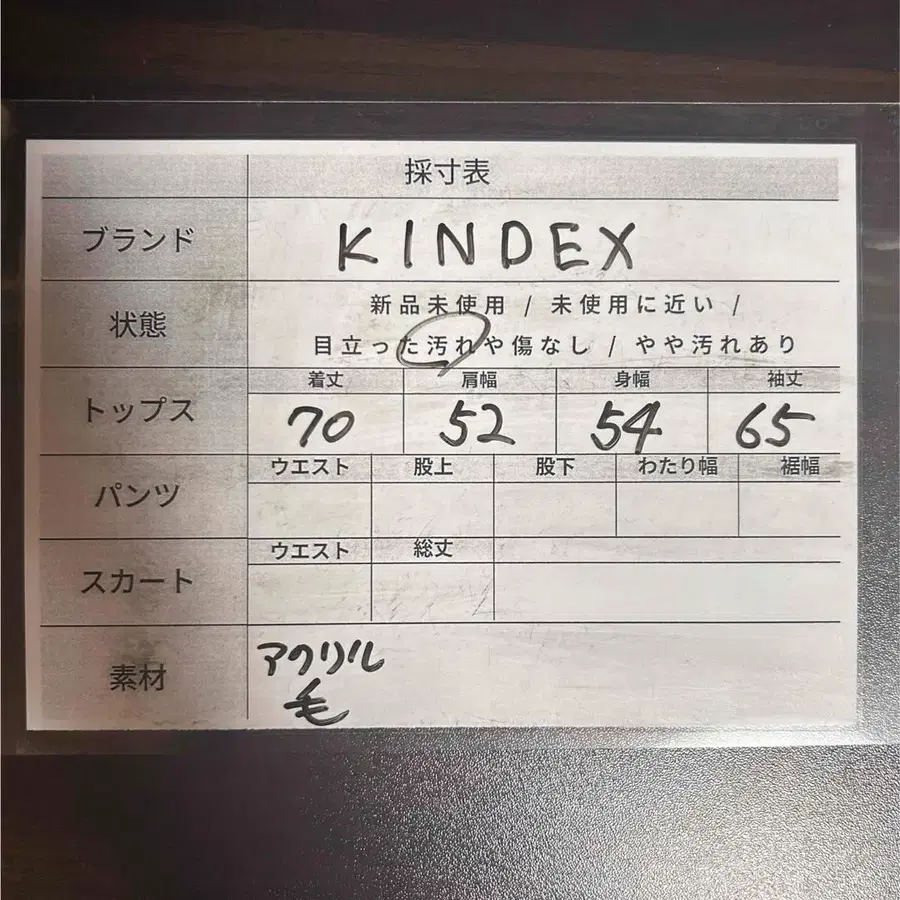 採寸表
ブランド KINDEX
状態 新品未使用 / 未使用に近い /
目立った汚れや傷なし / やや汚れあり
トップス 着丈 肩幅 身幅 袖丈
70 52 54 65
パンツ ウエスト 股上 股下 わたり幅 裾幅
スカート ウエスト 総丈
素材 アクリル
毛